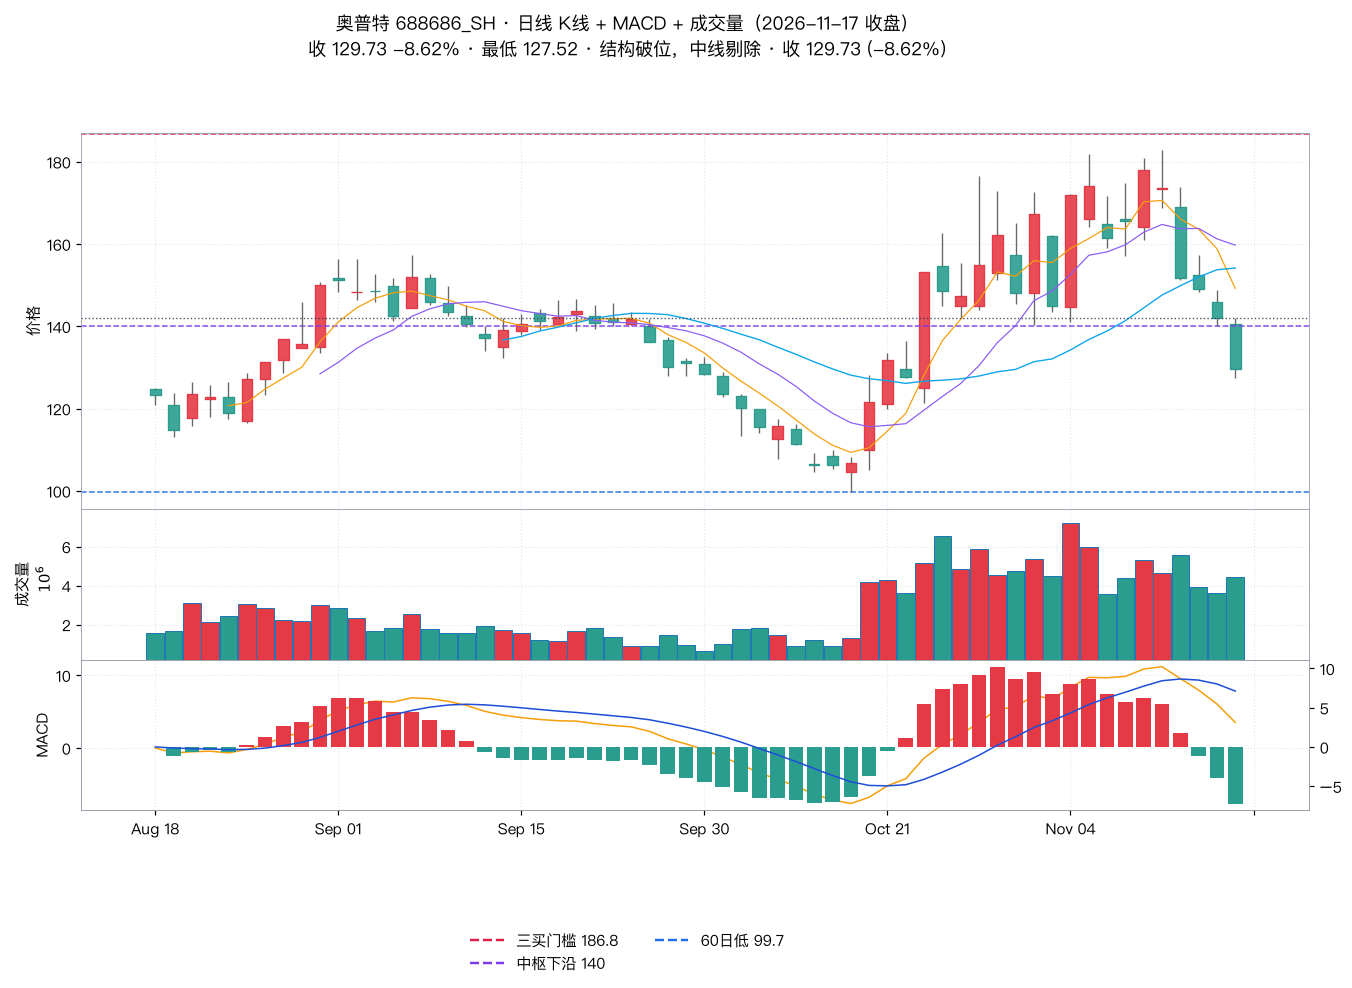 奥普特 688686_SH · 日线 K线 + MACD + 成交量（2026−11−17 收盘）
收 129.73 −8.62% · 最低 127.52 · 结构破位，中线剔除 · 收 129.73 (−8.62%)
价格
180
160
140
120
100
成交量
10⁶
6
4
2
MACD
10
0
10
5
0
−5
Aug 18
Sep 01
Sep 15
Sep 30
Oct 21
Nov 04
三买门槛 186.8
60日低 99.7
中枢下沿 140